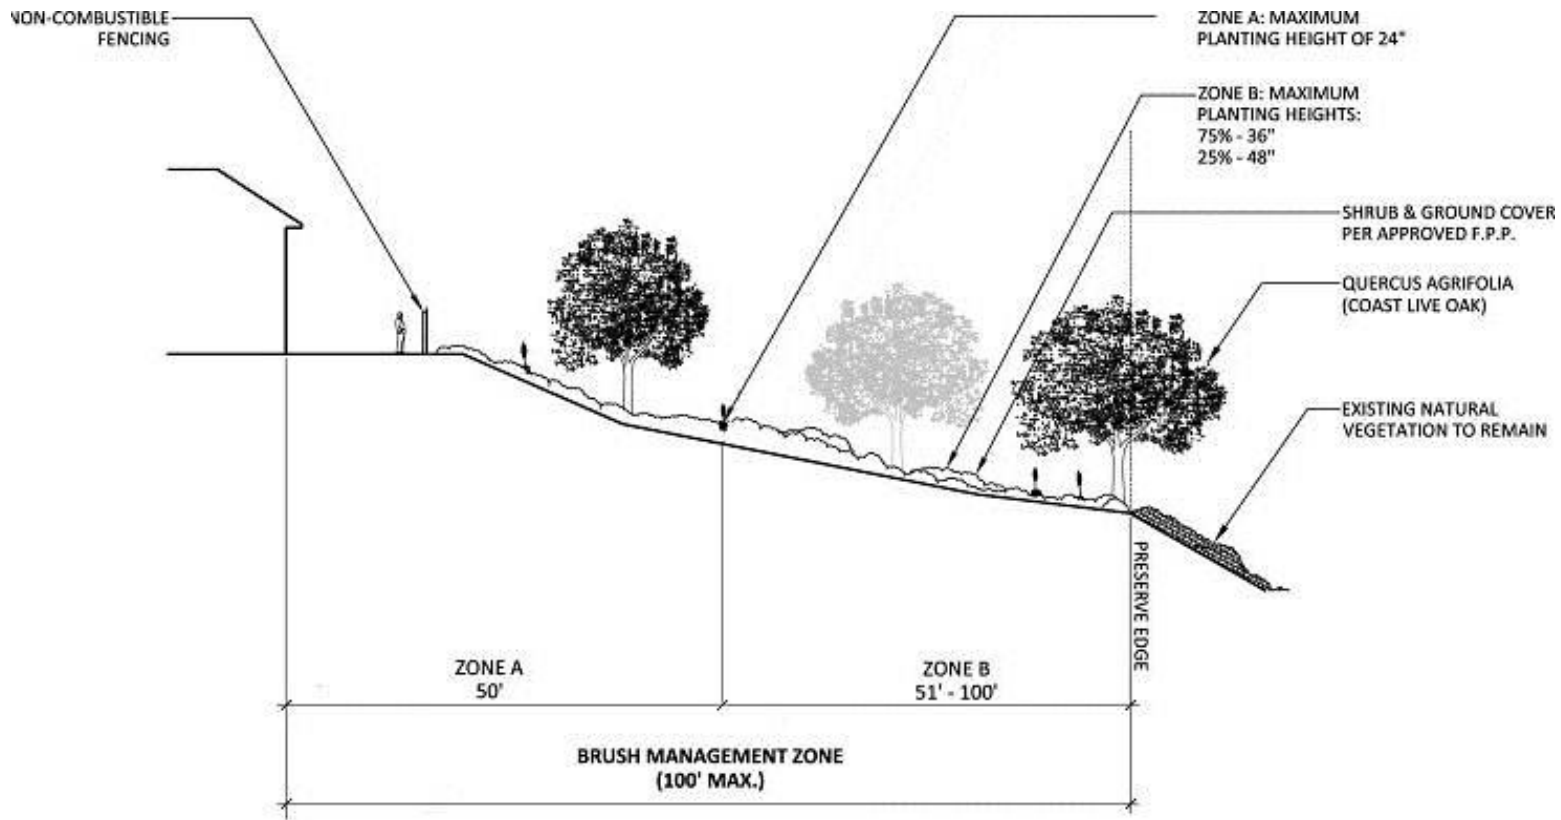 NON-COMBUSTIBLE
FENCING
ZONE A: MAXIMUM
PLANTING HEIGHT OF 24"
ZONE B: MAXIMUM
PLANTING HEIGHTS:
75% - 36"
25% - 48"
SHRUB & GROUND COVER
PER APPROVED F.P.P.
QUERCUS AGRIFOLIA
(COAST LIVE OAK)
EXISTING NATURAL
VEGETATION TO REMAIN
PRESERVE EDGE
ZONE A
50'
ZONE B
51' - 100'
BRUSH MANAGEMENT ZONE
(100' MAX.)